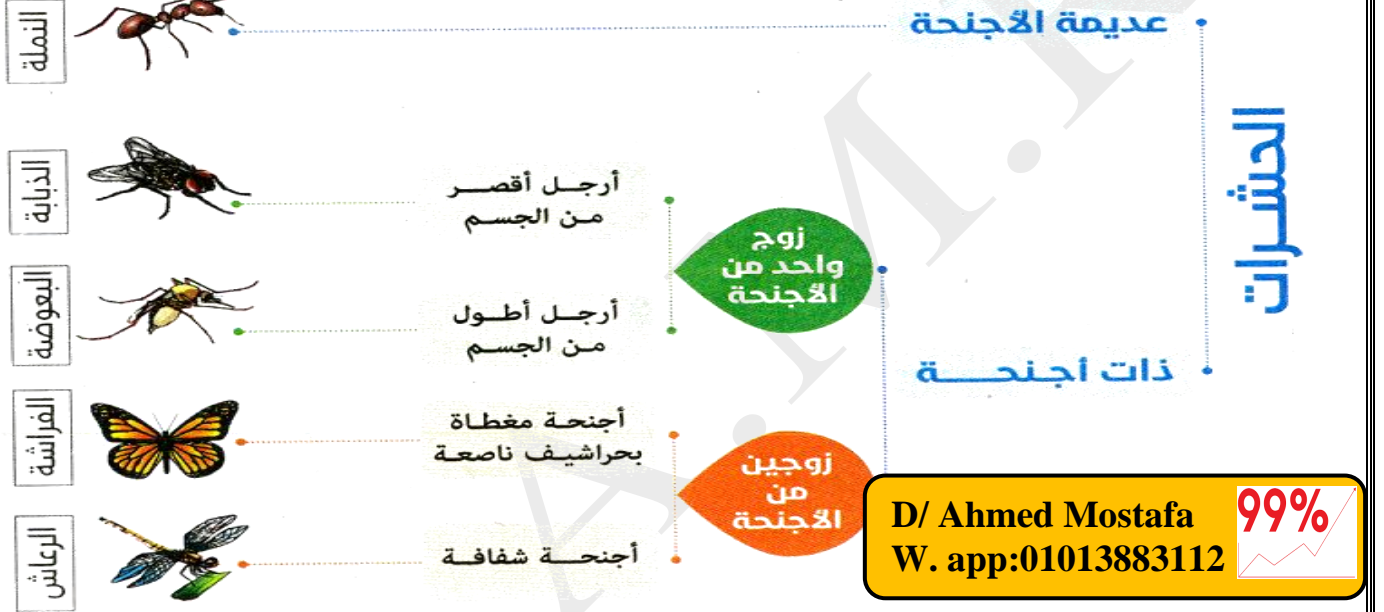 الحشرات
عديمة الأجنحة
النملة
ذات أجنحة
زوج
واحد من
الأجنحة
أرجل أقصر
من الجسم
الذبابة
أرجل أطول
من الجسم
البعوضة
زوجين
من
الأجنحة
أجنحة مغطاة
بحراشيف ناصعة
الفراشة
أجنحة شفافة
الرعاش
D/ Ahmed Mostafa
W. app:01013883112
99%
A.M.